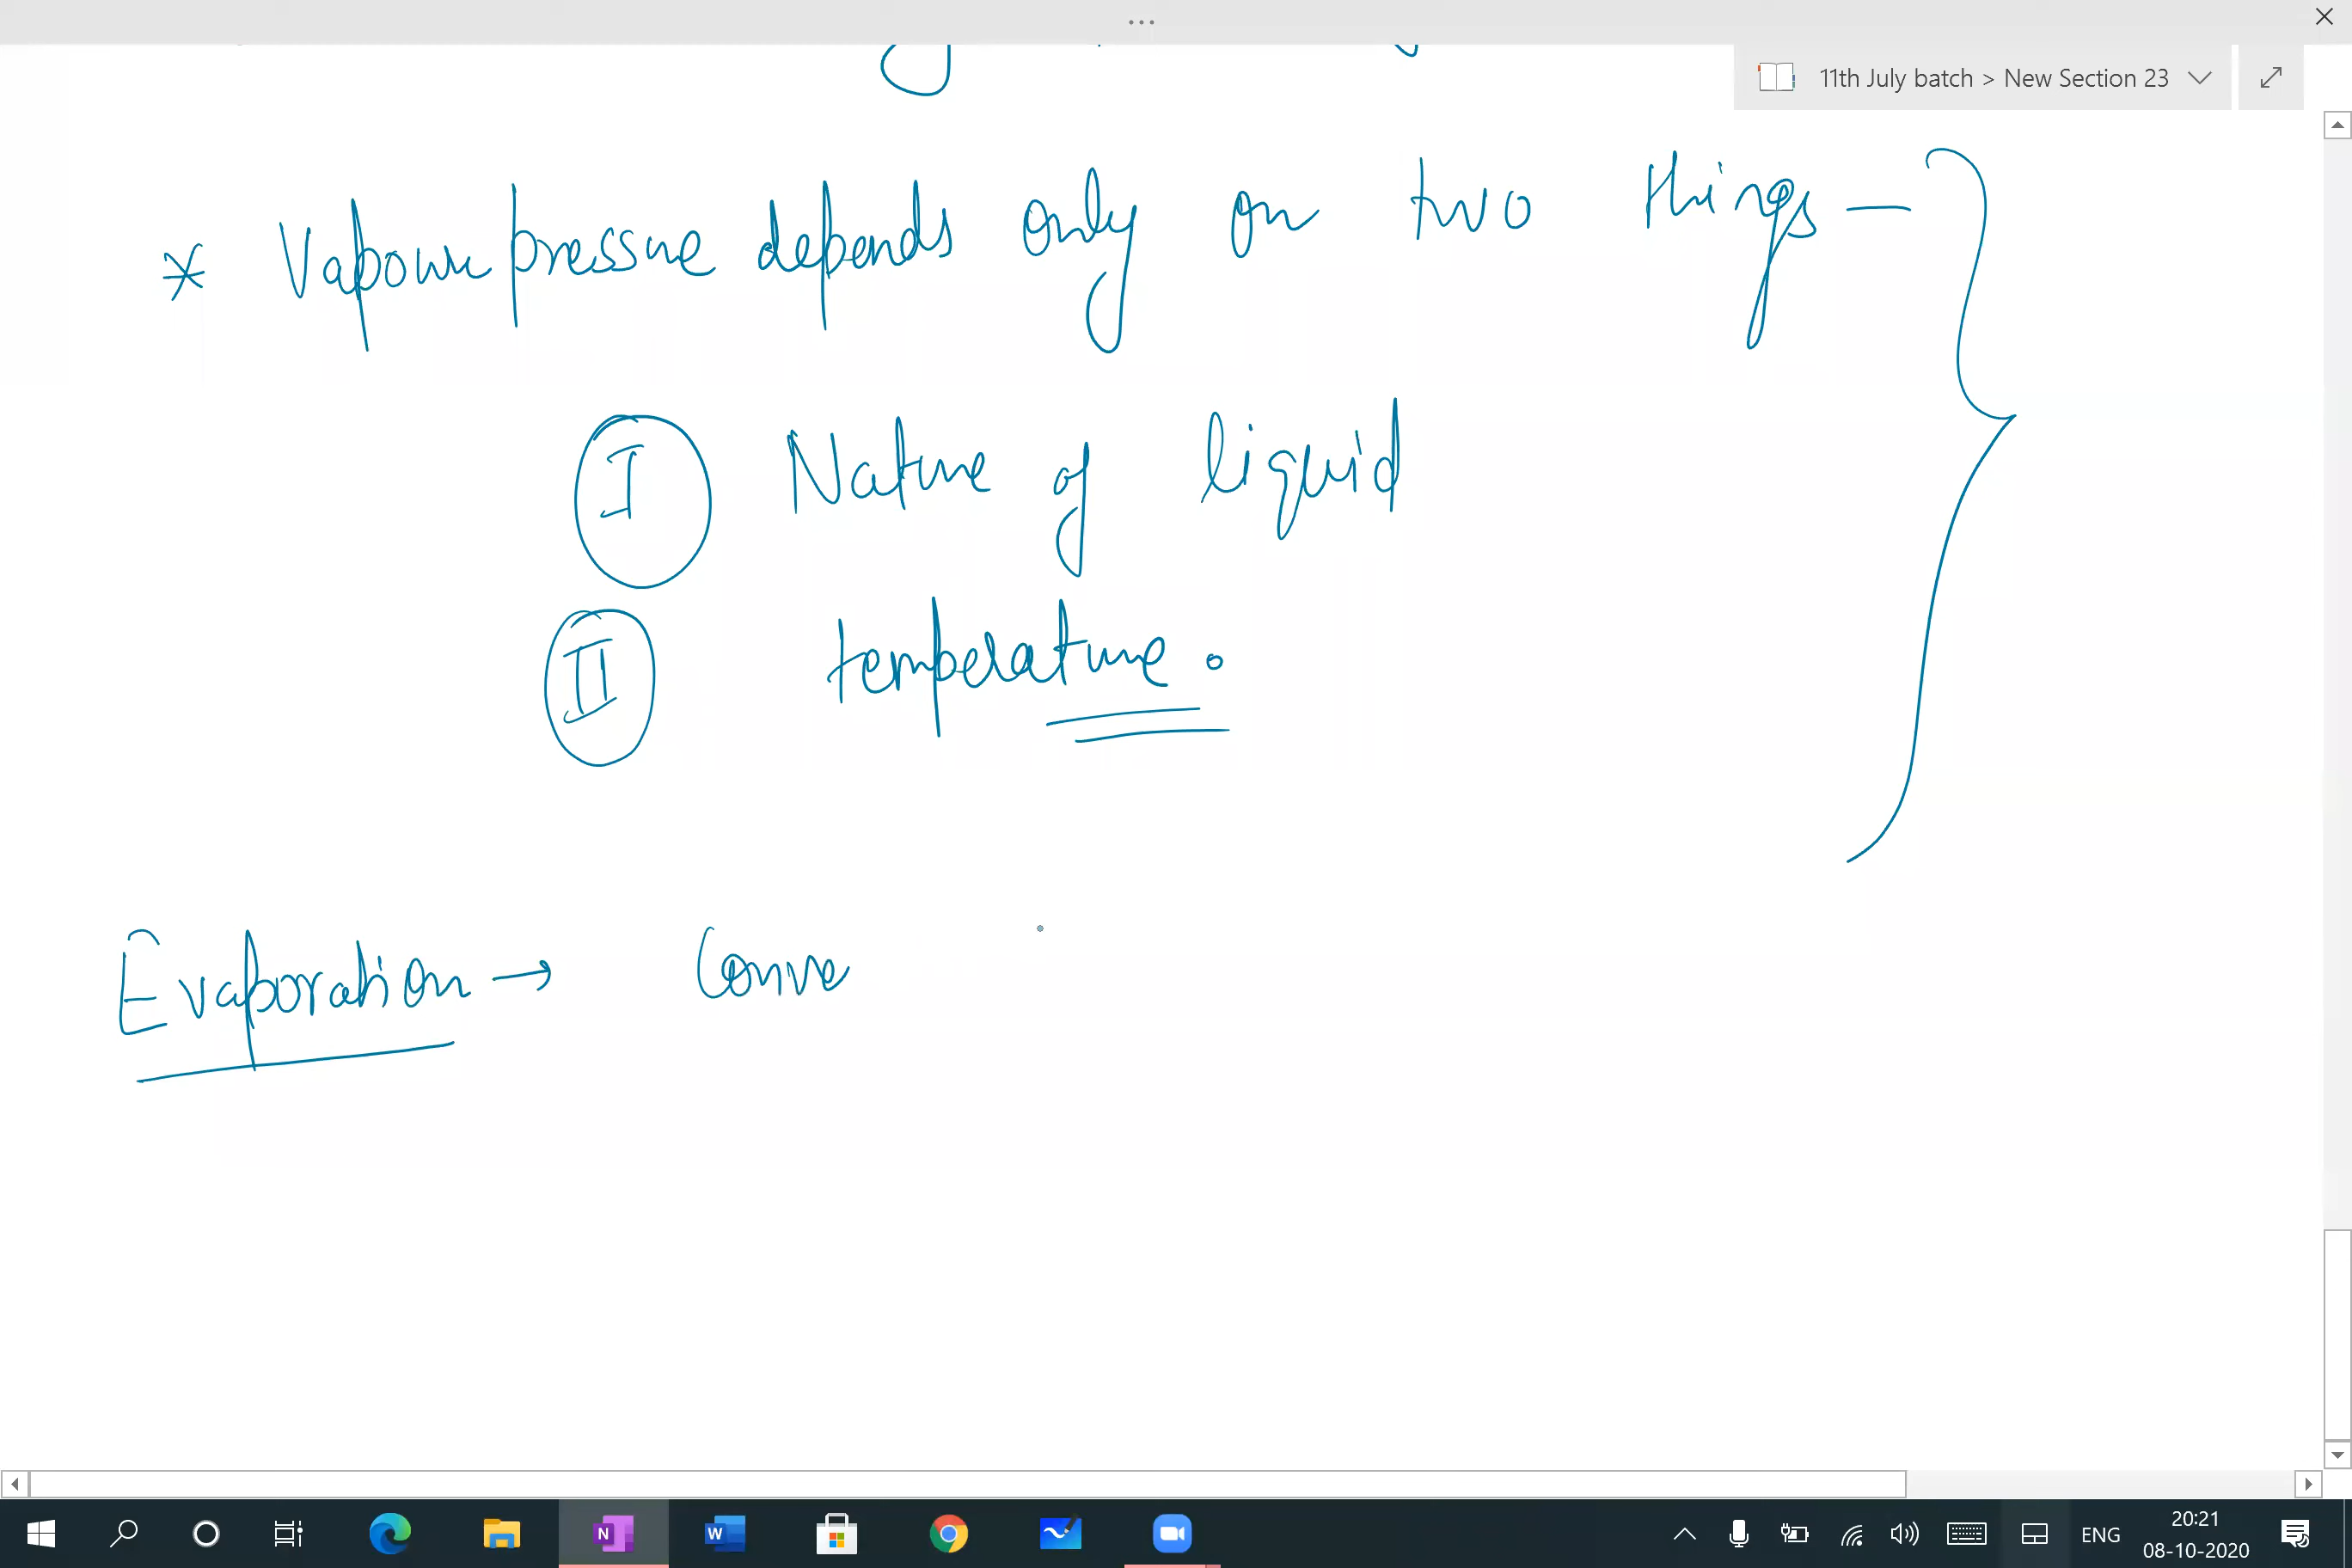 11th July batch > New Section 23
* Vapour pressure depends only on two things —
I Nature of liquid
II temperature.
Evaporation → Conve
ENG
20:21
08-10-2020